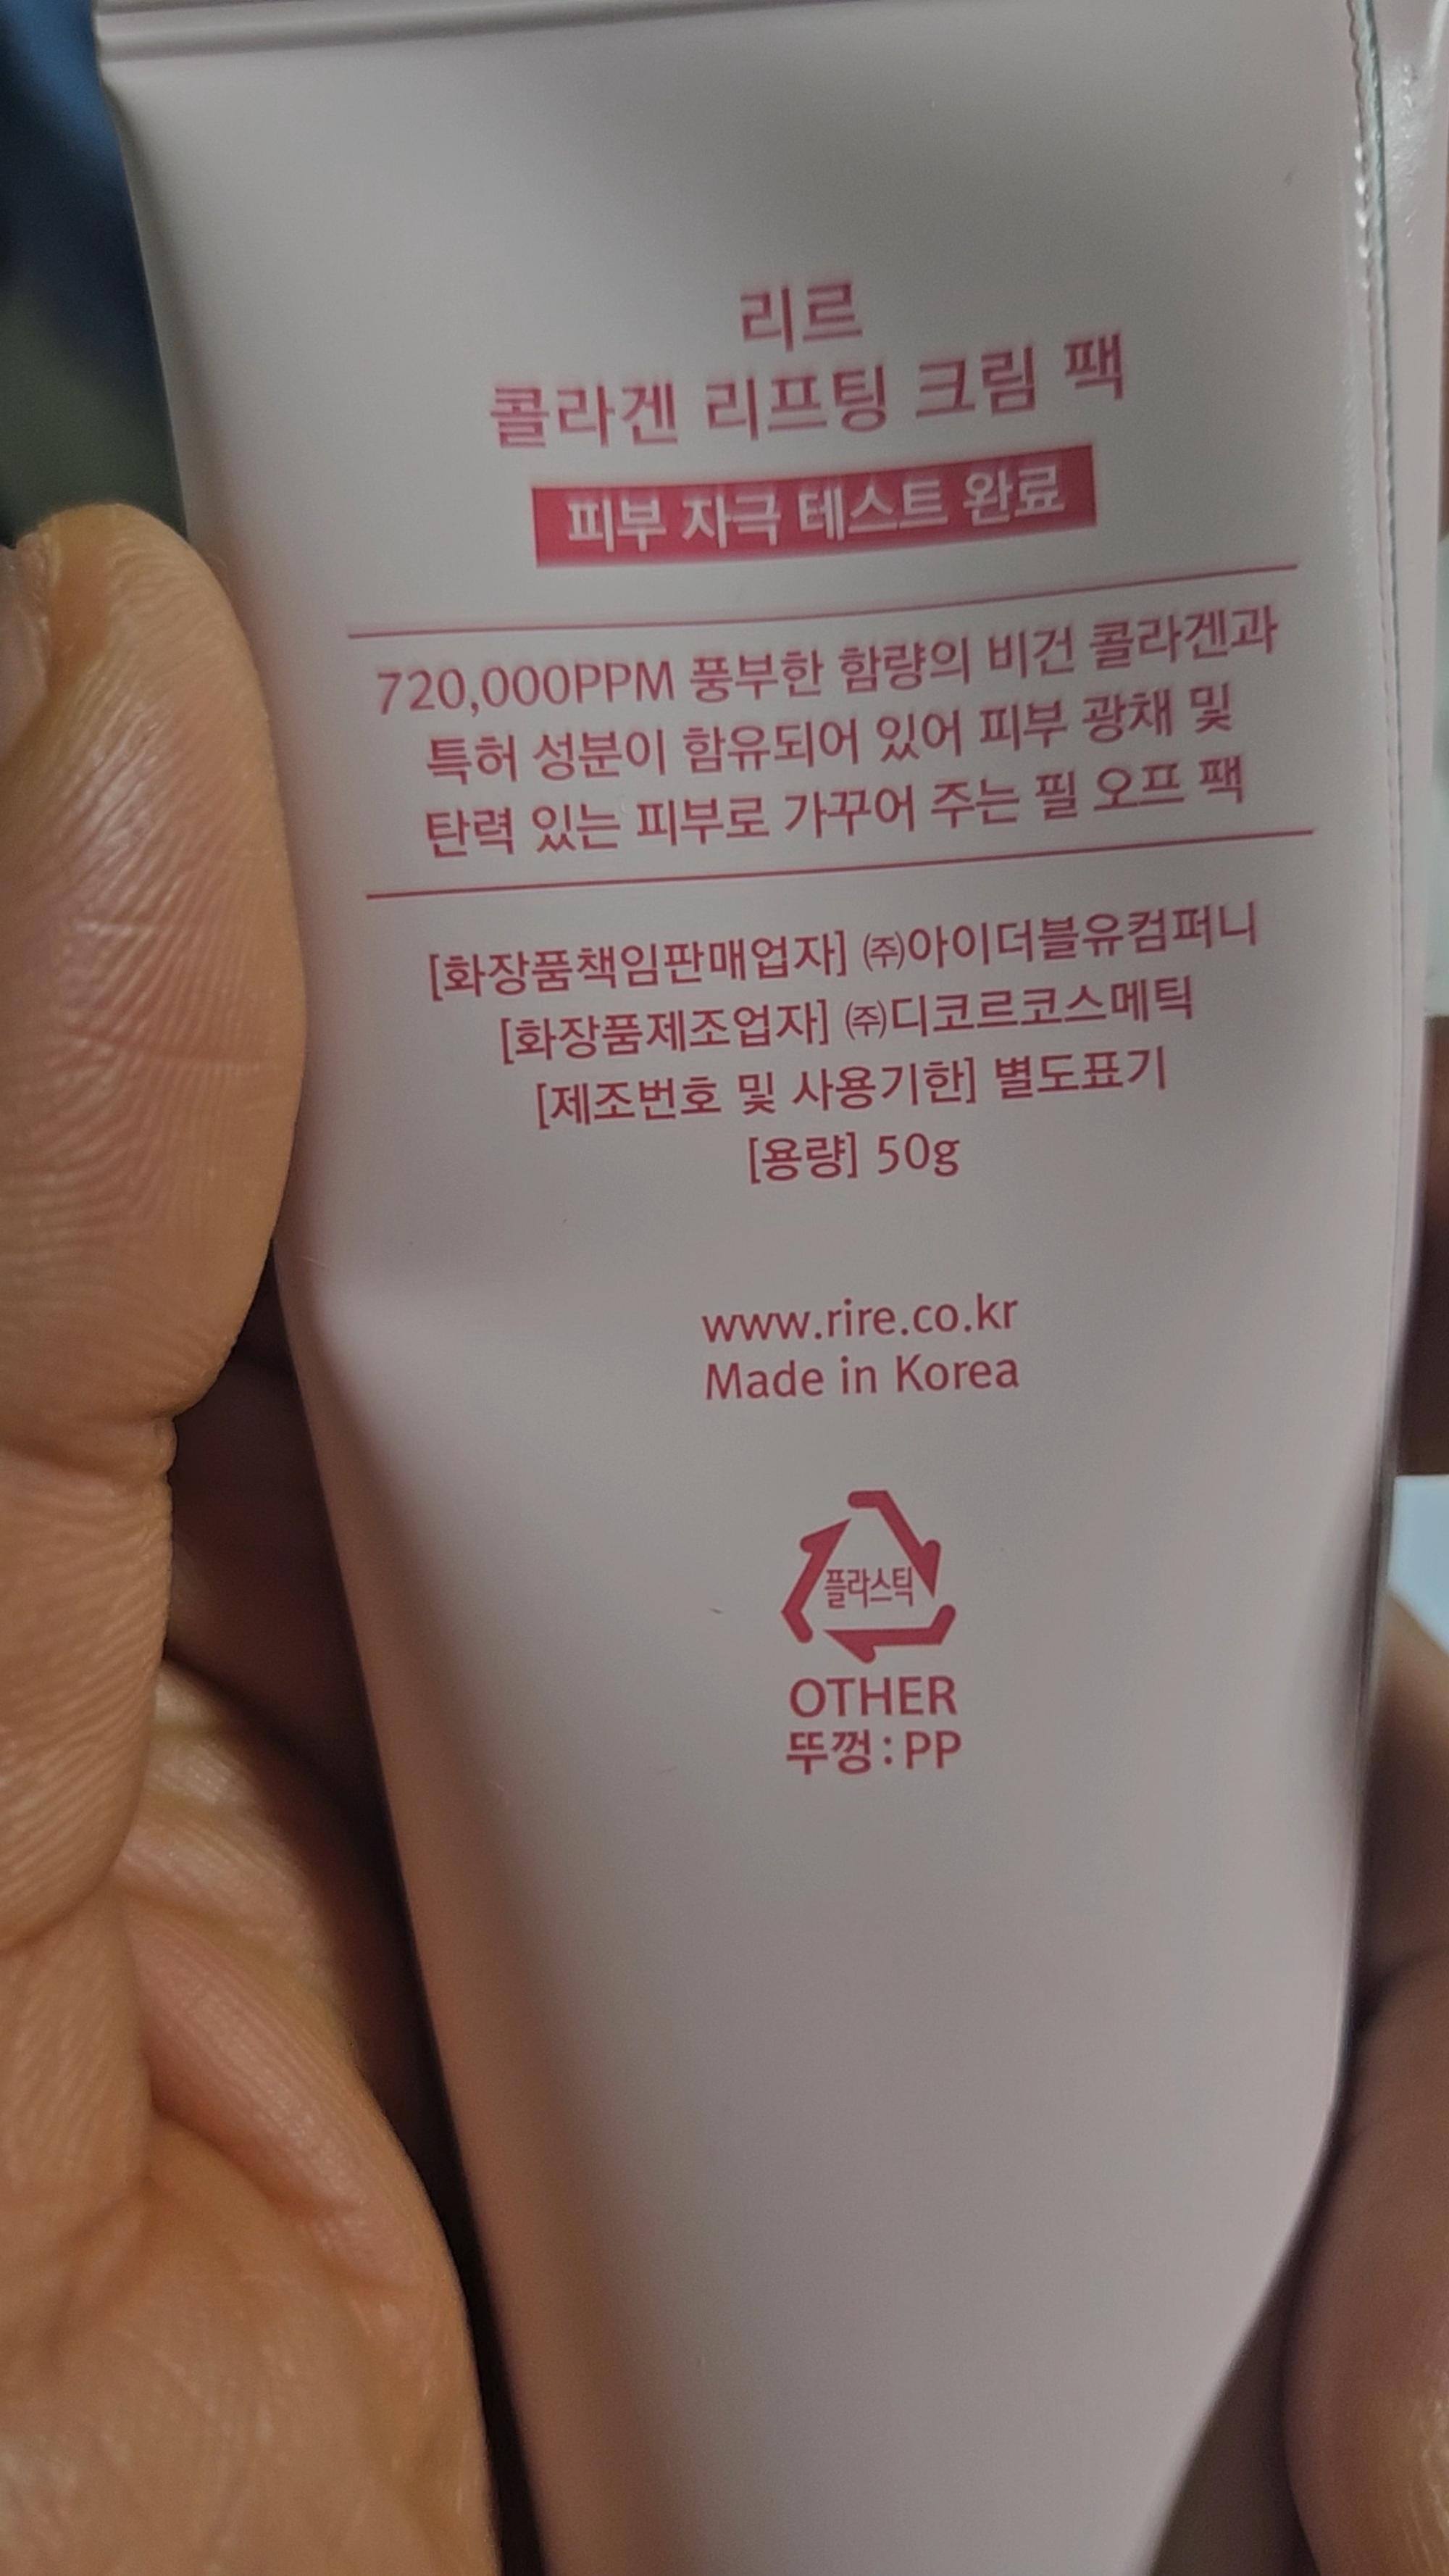 리르
콜라겐 리프팅 크림 팩
피부 자극 테스트 완료
720,000PPM 풍부한 함량의 비건 콜라겐과
특허 성분이 함유되어 있어 피부 광채 및
탄력 있는 피부로 가꾸어 주는 필 오프 팩
[화장품책임판매업자] ㈜아이더블유컴퍼니
[화장품제조업자] ㈜디코르코스메틱
[제조번호 및 사용기한] 별도표기
[용량] 50g
www.rire.co.kr
Made in Korea
플라스틱
OTHER
뚜껑:PP